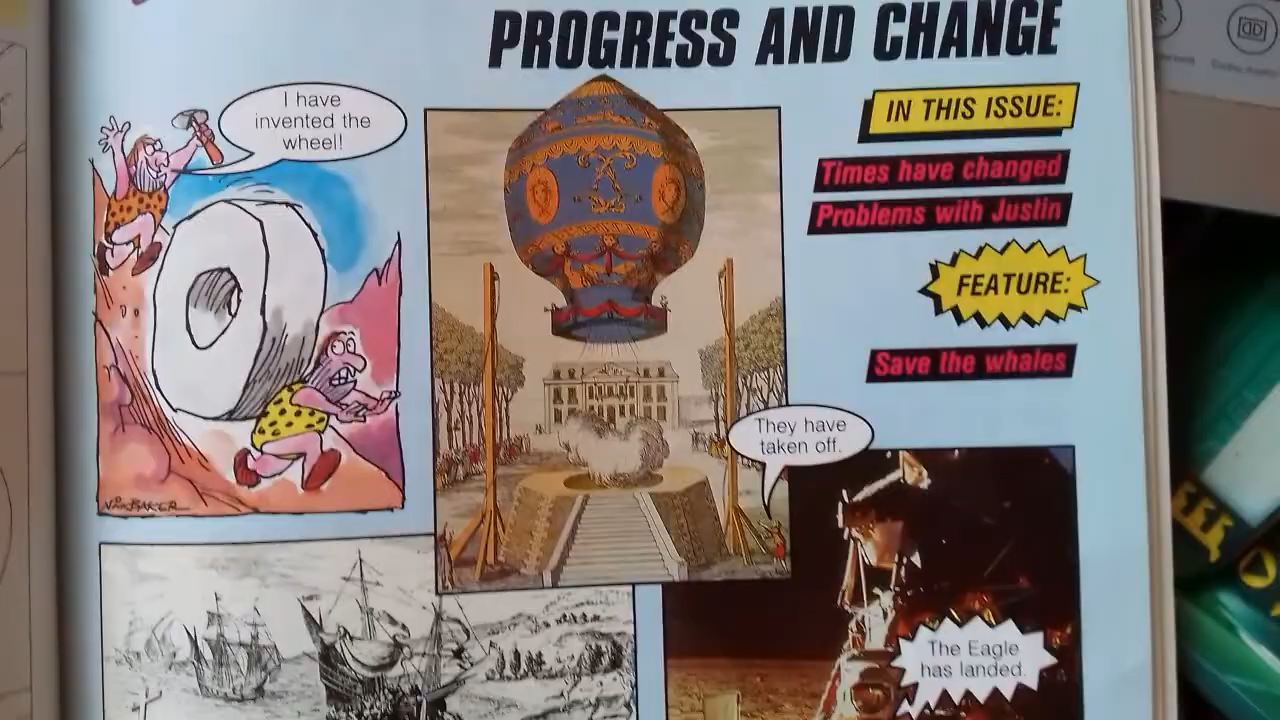 PROGRESS AND CHANGE
I have
invented the
wheel!
IN THIS ISSUE:
Times have changed
Problems with Justin
FEATURE:
Save the whales
They have
taken off.
The Eagle
has landed.